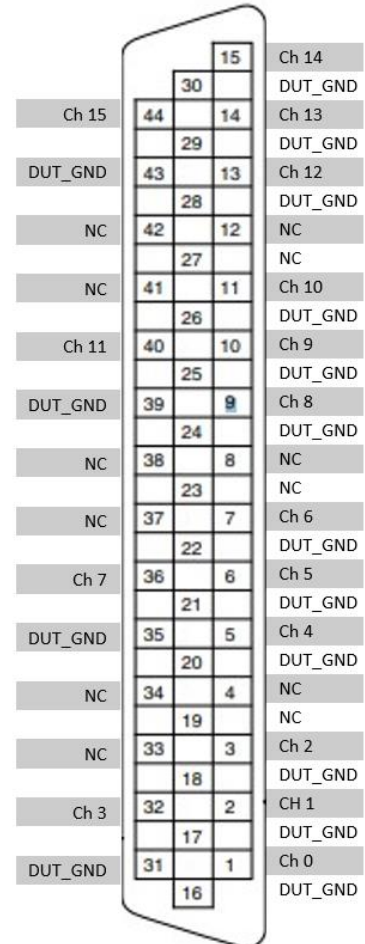 15 Ch 14
30 DUT_GND
Ch 15 44 14 Ch 13
29 DUT_GND
DUT_GND 43 13 Ch 12
28 DUT_GND
NC 42 12 NC
27 NC
NC 41 11 Ch 10
26 DUT_GND
Ch 11 40 10 Ch 9
25 DUT_GND
DUT_GND 39 9 Ch 8
24 DUT_GND
NC 38 8 NC
23 NC
NC 37 7 Ch 6
22 DUT_GND
Ch 7 36 6 Ch 5
21 DUT_GND
DUT_GND 35 5 Ch 4
20 DUT_GND
NC 34 4 NC
19 NC
NC 33 3 Ch 2
18 DUT_GND
Ch 3 32 2 CH 1
17 DUT_GND
DUT_GND 31 1 Ch 0
16 DUT_GND